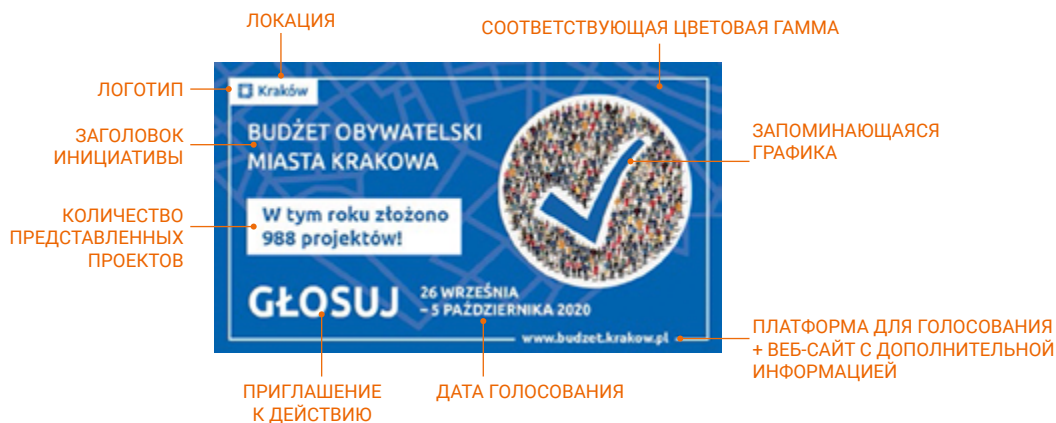 ЛОКАЦИЯ
СООТВЕТСТВУЮЩАЯ ЦВЕТОВАЯ ГАММА
ЛОГОТИП
Kraków
ЗАГОЛОВОК
ИНИЦИАТИВЫ
BUDŻET OBYWATELSKI
MIASTA KRAKOWA
ЗАПОМИНАЮЩАЯСЯ
ГРАФИКА
КОЛИЧЕСТВО
ПРЕДСТАВЛЕННЫХ
ПРОЕКТОВ
W tym roku złożono
988 projektów!
GŁOSUJ
26 WRZEŚNIA
– 5 PAŹDZIERNIKA 2020
www.budzet.krakow.pl
ПЛАТФОРМА ДЛЯ ГОЛОСОВАНИЯ
+ ВЕБ-САЙТ С ДОПОЛНИТЕЛЬНОЙ
ИНФОРМАЦИЕЙ
ПРИГЛАШЕНИЕ
К ДЕЙСТВИЮ
ДАТА ГОЛОСОВАНИЯ